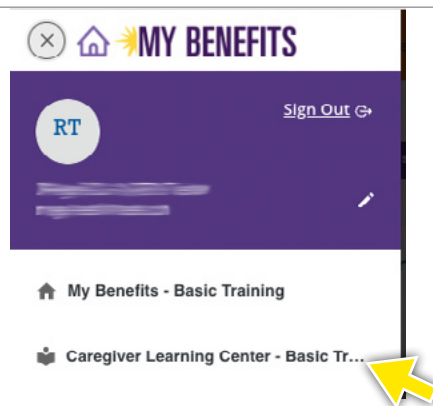 MY BENEFITS
Sign Out
RT
My Benefits - Basic Training
Caregiver Learning Center - Basic Tr...